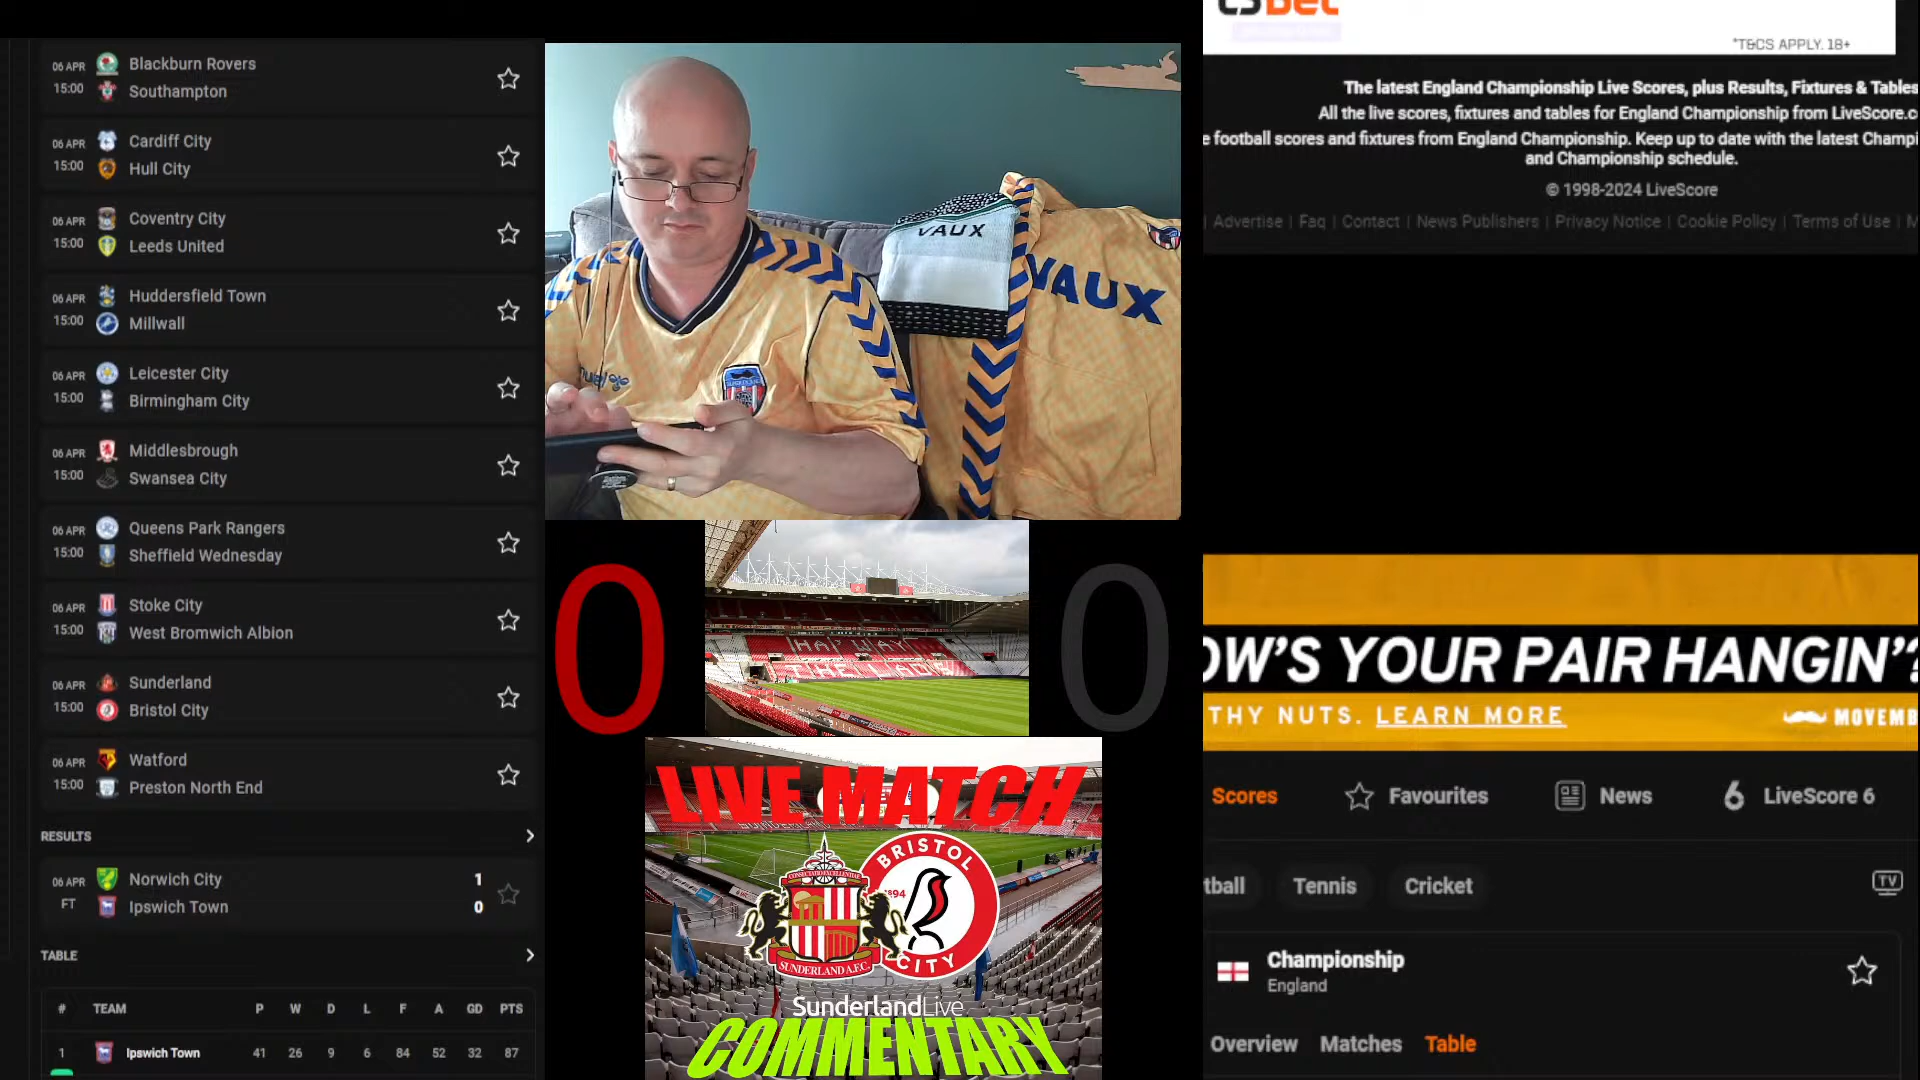 06 APR
15:00
Blackburn Rovers
Southampton
06 APR
15:00
Cardiff City
Hull City
06 APR
15:00
Coventry City
Leeds United
06 APR
15:00
Huddersfield Town
Millwall
06 APR
15:00
Leicester City
Birmingham City
06 APR
15:00
Middlesbrough
Swansea City
06 APR
15:00
Queens Park Rangers
Sheffield Wednesday
06 APR
15:00
Stoke City
West Bromwich Albion
06 APR
15:00
Sunderland
Bristol City
06 APR
15:00
Watford
Preston North End
RESULTS
06 APR
FT
Norwich City 1
Ipswich Town 0
TABLE
# TEAM P W D L F A GD PTS
1 Ipswich Town 41 26 9 6 84 52 32 87
VAUX
VAUX
0 0
THAT WAY
THE LADS
LIVE MATCH
SUNDERLAND A.F.C
BRISTOL
1894
CITY
SunderlandLive
COMMENTARY
*T&CS APPLY. 18+
The latest England Championship Live Scores, plus Results, Fixtures & Tables
All the live scores, fixtures and tables for England Championship from LiveScore.c
e football scores and fixtures from England Championship. Keep up to date with the latest Champi
and Championship schedule.
© 1998-2024 LiveScore
| Advertise | Faq | Contact | News Publishers | Privacy Notice | Cookie Policy | Terms of Use | M
OW'S YOUR PAIR HANGIN'?
THY NUTS. LEARN MORE
MOVEMB
Scores Favourites News 6 LiveScore 6
tball Tennis Cricket TV
Championship
England
Overview Matches Table